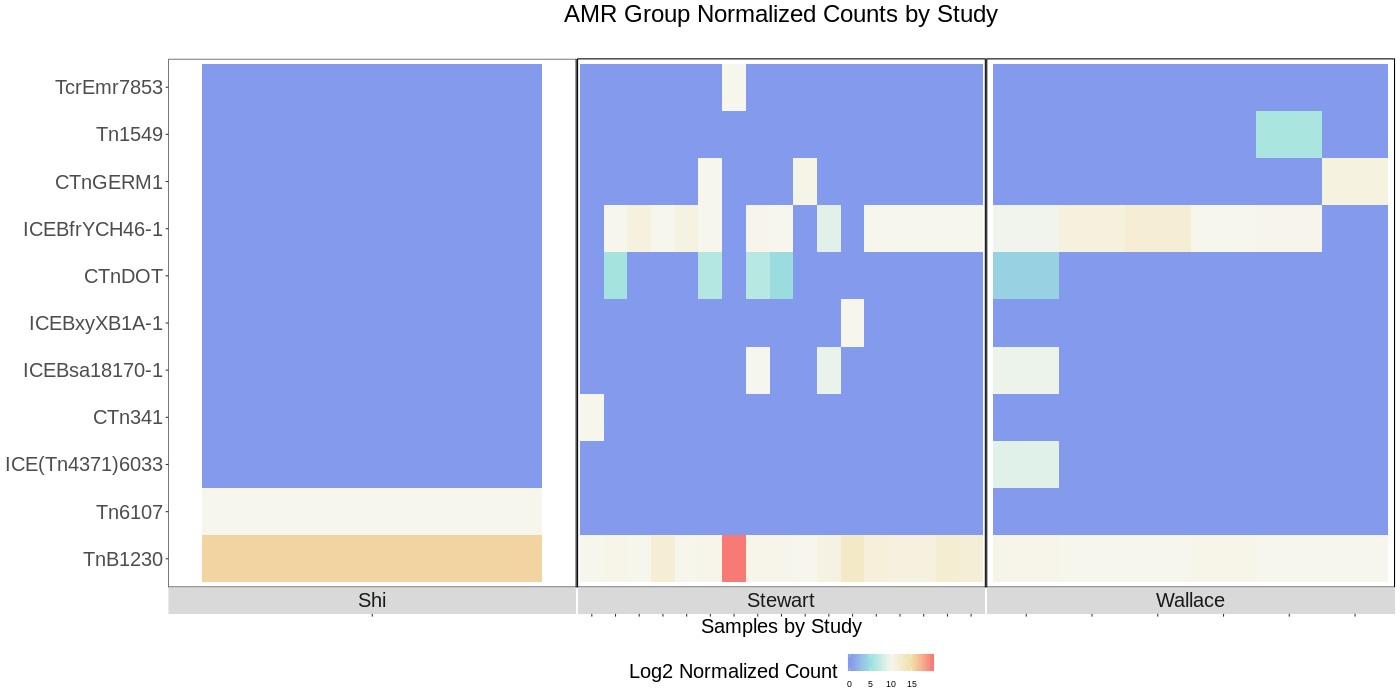 AMR Group Normalized Counts by Study
TcrEmr7853
Tn1549
CTnGERM1
ICEBfrYCH46-1
CTnDOT
ICEBxyXB1A-1
ICEBsa18170-1
CTn341
ICE(Tn4371)6033
Tn6107
TnB1230
Shi Stewart Wallace
Samples by Study
Log2 Normalized Count
0 5 10 15